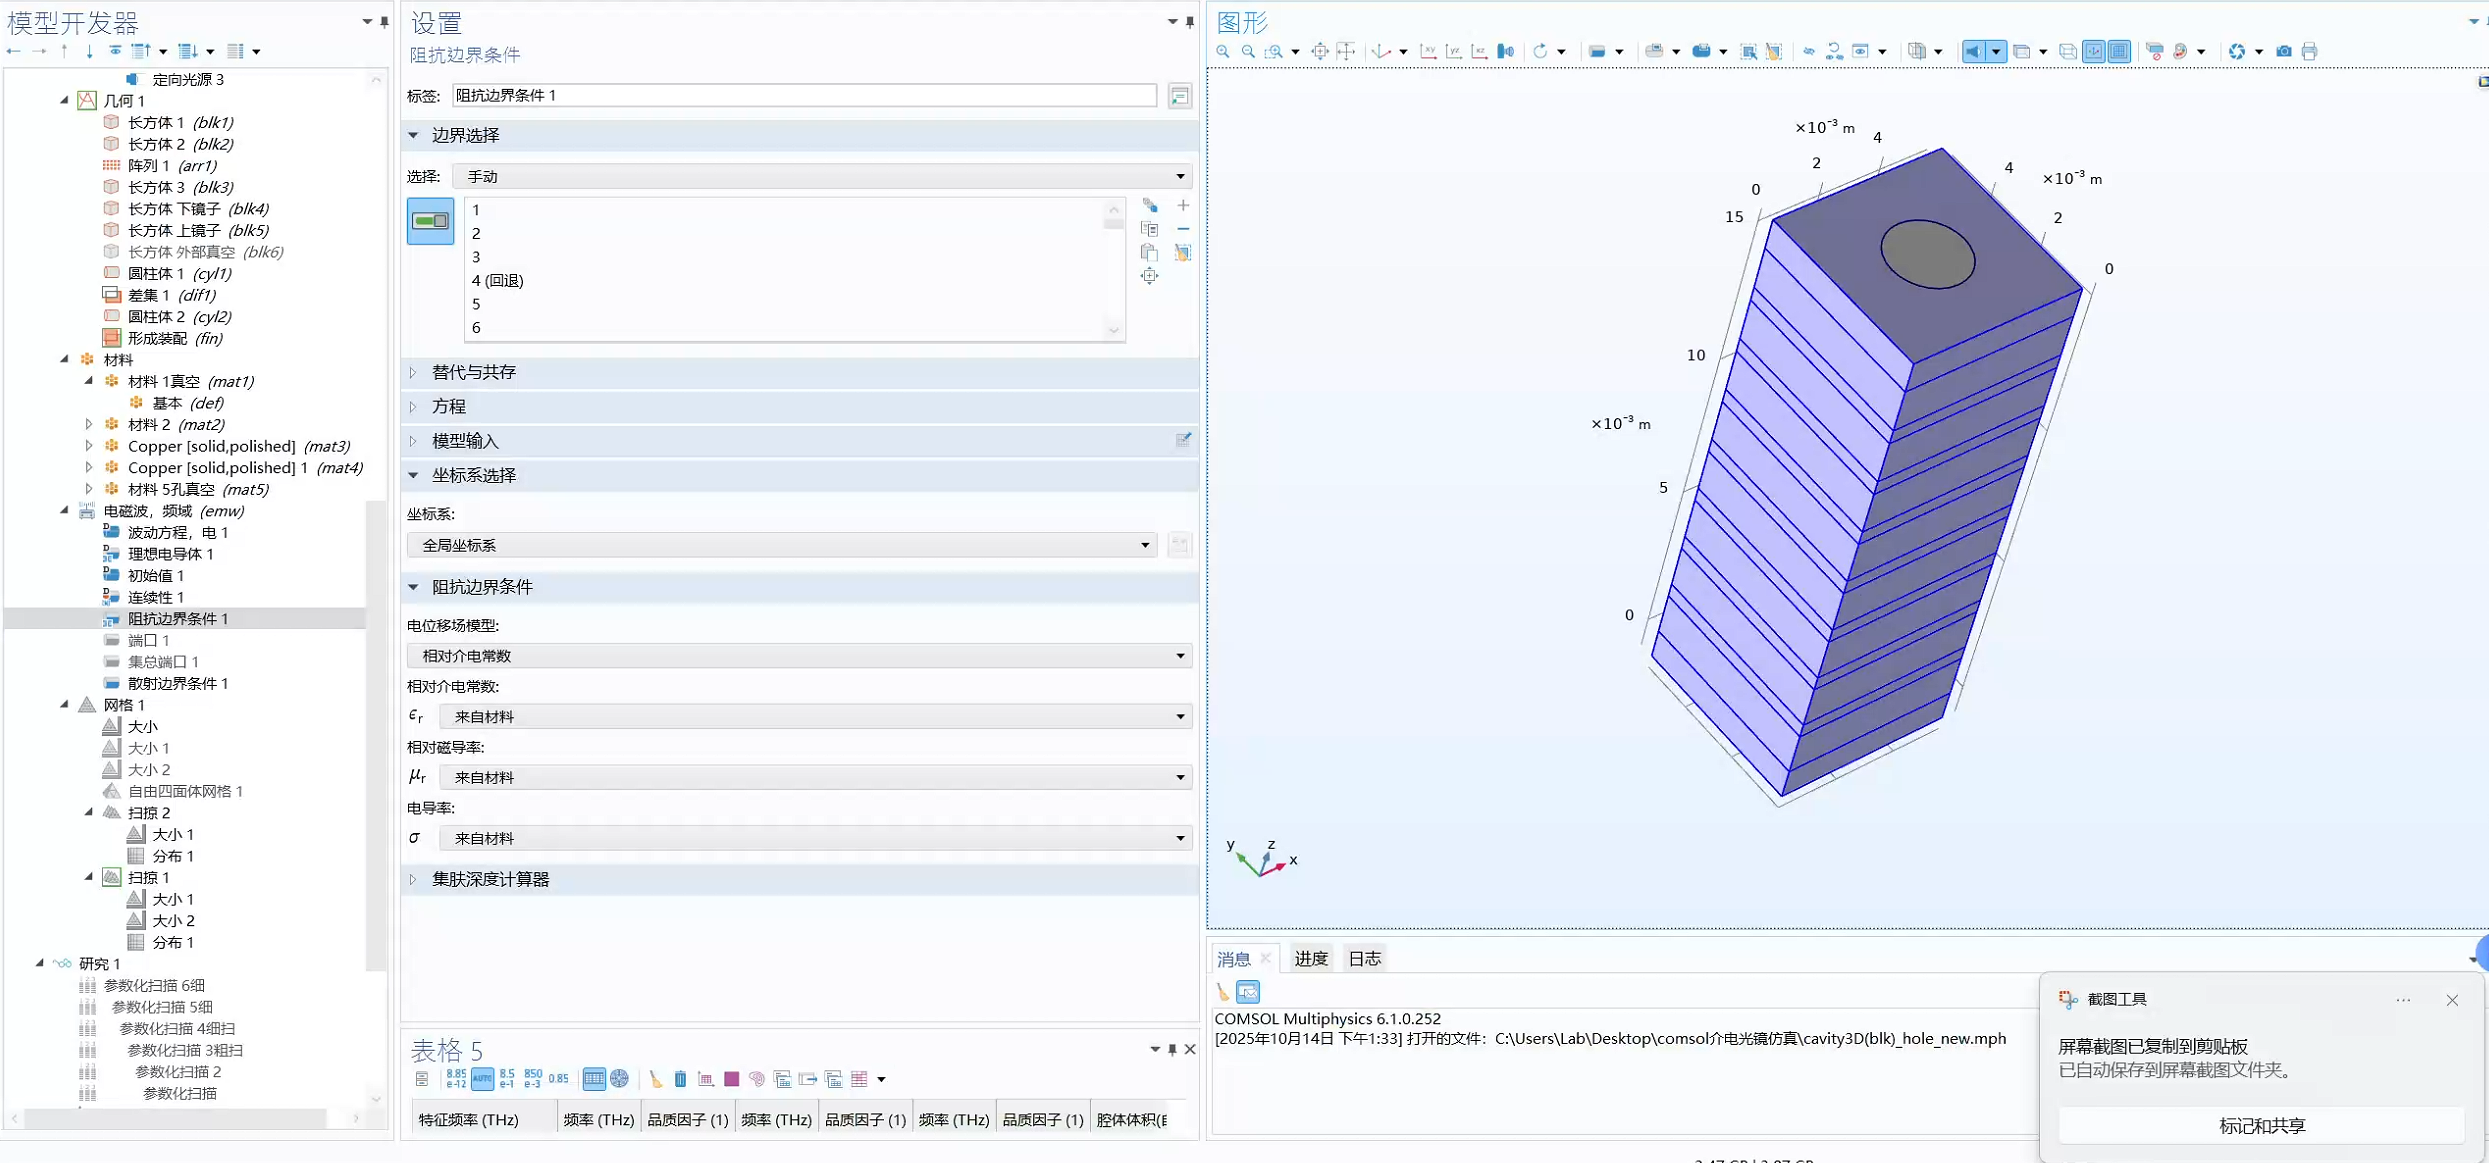 模型开发器
定向光源 3
几何 1
长方体 1 (blk1)
长方体 2 (blk2)
阵列 1 (arr1)
长方体 3 (blk3)
长方体 下镜子 (blk4)
长方体 上镜子 (blk5)
长方体 外部真空 (blk6)
圆柱体 1 (cyl1)
差集 1 (dif1)
圆柱体 2 (cyl2)
形成装配 (fin)
材料
材料 1真空 (mat1)
基本 (def)
材料 2 (mat2)
Copper [solid,polished] (mat3)
Copper [solid,polished] 1 (mat4)
材料 5孔真空 (mat5)
电磁波，频域 (emw)
波动方程，电 1
理想电导体 1
初始值 1
连续性 1
阻抗边界条件 1
端口 1
集总端口 1
散射边界条件 1
网格 1
大小
大小 1
大小 2
自由四面体网格 1
扫掠 2
大小 1
分布 1
扫掠 1
大小 1
大小 2
分布 1
研究 1
参数化扫描 6细
参数化扫描 5细
参数化扫描 4细扫
参数化扫描 3粗扫
参数化扫描 2
参数化扫描
设置
阻抗边界条件
标签: 阻抗边界条件 1
边界选择
选择: 手动
1
2
3
4 (回退)
5
6
替代与共存
方程
模型输入
坐标系选择
坐标系:
全局坐标系
阻抗边界条件
电位移场模型:
相对介电常数
相对介电常数:
ϵr 来自材料
相对磁导率:
μr 来自材料
电导率:
σ 来自材料
集肤深度计算器
表格 5
8.85 e-12 AUTO 8.5 e-1 850 e-3 0.85
特征频率 (THz) 频率 (THz) 品质因子 (1) 频率 (THz) 品质因子 (1) 频率 (THz) 品质因子 (1) 腔体体积(
图形
xy yz xz
×10⁻³ m
4
2
0
4
×10⁻³ m
2
0
15
10
×10⁻³ m
5
0
y z x
消息 进度 日志
COMSOL Multiphysics 6.1.0.252
[2025年10月14日 下午1:33] 打开的文件：C:\Users\Lab\Desktop\comsol介电光镜仿真\cavity3D(blk)_hole_new.mph
截图工具
屏幕截图已复制到剪贴板
已自动保存到屏幕截图文件夹。
标记和共享